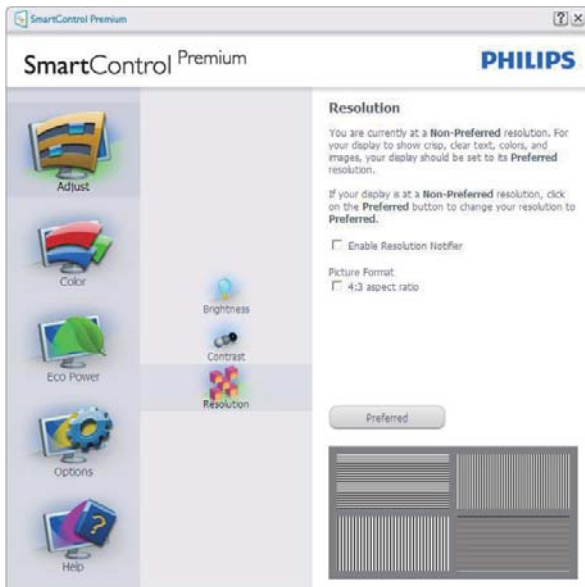 SmartControl Premium
SmartControl Premium
PHILIPS
Adjust
Color
Eco Power
Options
Help
Brightness
Contrast
Resolution
Resolution
You are currently at a Non-Preferred resolution. For
your display to show crisp, clear text, colors, and
images, your display should be set to its Preferred
resolution.
If your display is at a Non-Preferred resolution, click
on the Preferred button to change your resolution to
Preferred.
Enable Resolution Notifier
Picture Format
4:3 aspect ratio
Preferred